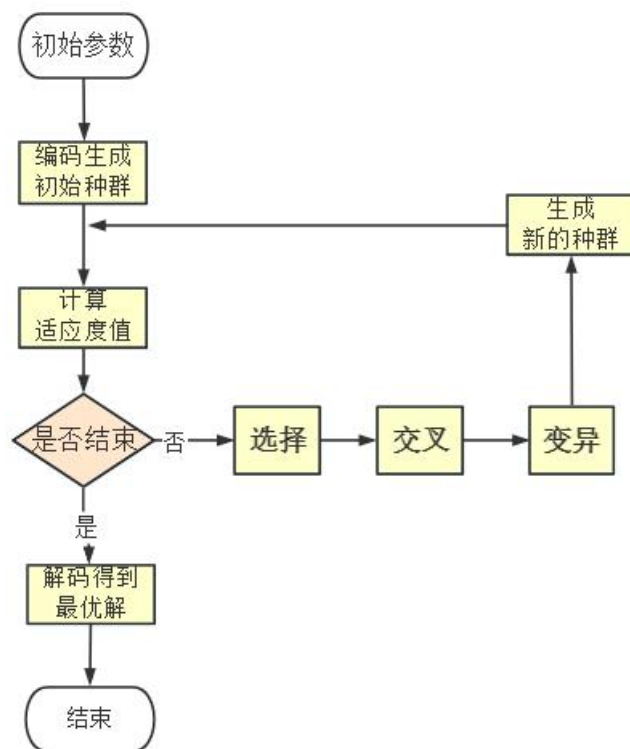 初始参数
编码生成
初始种群
生成
新的种群
计算
适应度值
是否结束
否
选择
交叉
变异
是
解码得到
最优解
结束